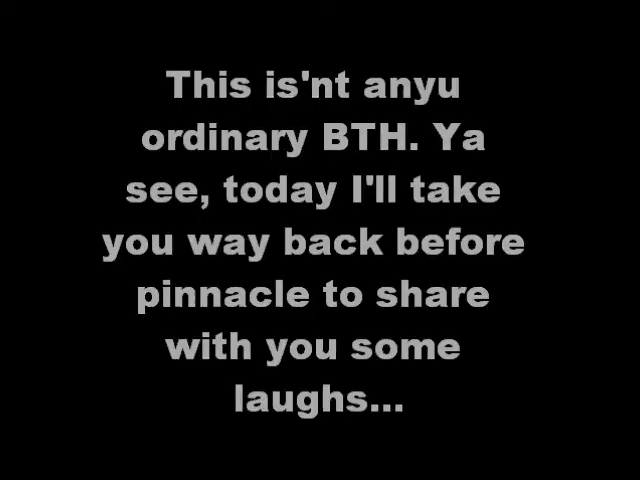 This is'nt anyu
ordinary BTH. Ya
see, today I'll take
you way back before
pinnacle to share
with you some
laughs...